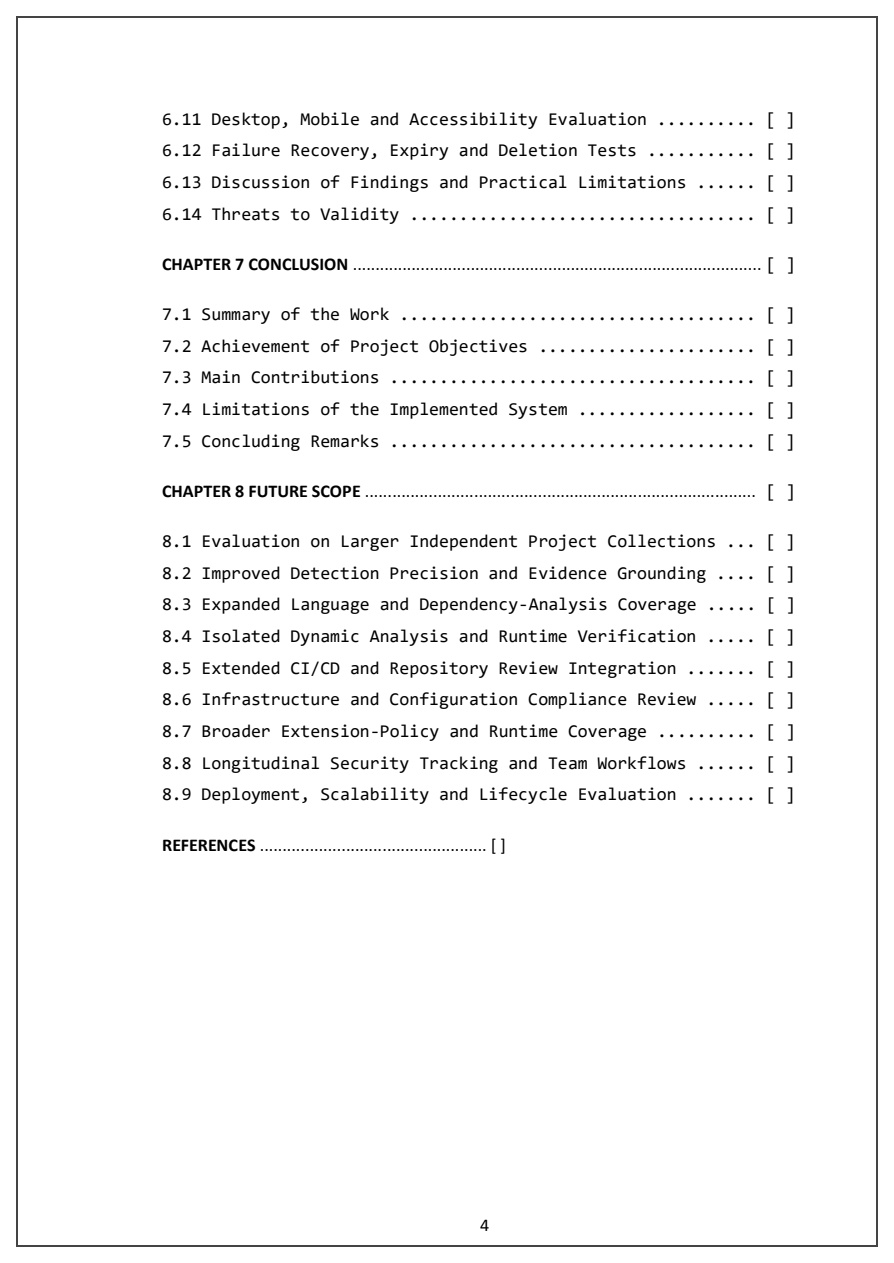 6.11 Desktop, Mobile and Accessibility Evaluation .......... [ ]
6.12 Failure Recovery, Expiry and Deletion Tests ........... [ ]
6.13 Discussion of Findings and Practical Limitations ...... [ ]
6.14 Threats to Validity ................................... [ ]
CHAPTER 7 CONCLUSION .......................................................................................... [ ]
7.1 Summary of the Work .................................... [ ]
7.2 Achievement of Project Objectives ...................... [ ]
7.3 Main Contributions ..................................... [ ]
7.4 Limitations of the Implemented System .................. [ ]
7.5 Concluding Remarks ..................................... [ ]
CHAPTER 8 FUTURE SCOPE ...................................................................................... [ ]
8.1 Evaluation on Larger Independent Project Collections ... [ ]
8.2 Improved Detection Precision and Evidence Grounding .... [ ]
8.3 Expanded Language and Dependency-Analysis Coverage ..... [ ]
8.4 Isolated Dynamic Analysis and Runtime Verification ..... [ ]
8.5 Extended CI/CD and Repository Review Integration ....... [ ]
8.6 Infrastructure and Configuration Compliance Review ..... [ ]
8.7 Broader Extension-Policy and Runtime Coverage .......... [ ]
8.8 Longitudinal Security Tracking and Team Workflows ...... [ ]
8.9 Deployment, Scalability and Lifecycle Evaluation ....... [ ]
REFERENCES .................................................. [ ]
4